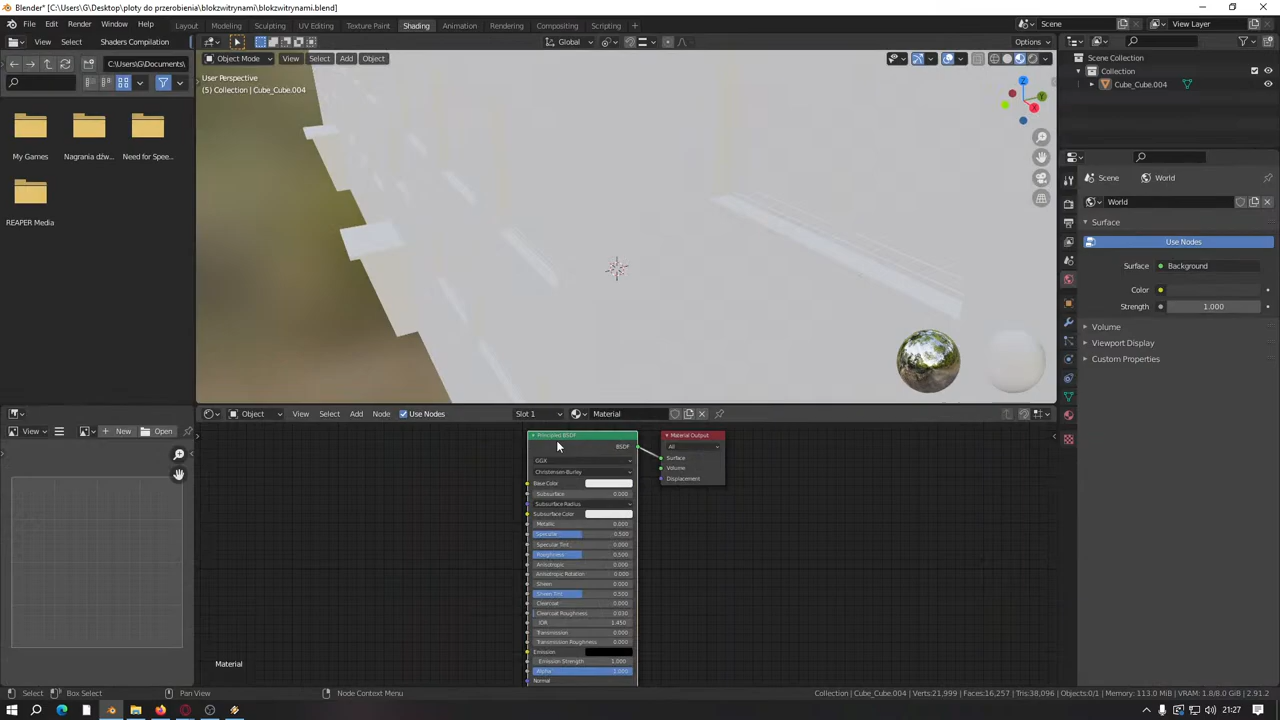 Blender* [C:\Users\G\Desktop\ploty do przerobienia\blokzwitrynami\blokzwitrynami.blend]
File Edit Render Window Help Layout Modeling Sculpting UV Editing Texture Paint Shading Animation Rendering Compositing Scripting Scene View Layer
View Select Shaders Compilation Global Options
C:\Users\G\Documents\ Object Mode View Select Add Object
User Perspective
(5) Collection | Cube_Cube.004
My Games Nagrania dźw... Need for Spee...
REAPER Media
Scene Collection
Collection
Cube_Cube.004
Scene World
World
Surface
Use Nodes
Surface Background
Color
Strength 1.000
Volume
Viewport Display
Custom Properties
Object View Select Add Node Use Nodes Slot 1 Material
View New Open
Principled BSDF
BSDF
GGX
Christensen-Burley
Base Color
Subsurface 0.000
Subsurface Radius
Subsurface Color
Metallic 0.000
Specular 0.500
Specular Tint 0.000
Roughness 0.500
Anisotropic 0.000
Anisotropic Rotation 0.000
Sheen 0.000
Sheen Tint 0.500
Clearcoat 0.000
Clearcoat Roughness 0.030
IOR 1.450
Transmission 0.000
Transmission Roughness 0.000
Emission
Emission Strength 1.000
Alpha 1.000
Normal
Material Output
All
Surface
Volume
Displacement
Material
Select Box Select Pan View Node Context Menu Collection | Cube_Cube.004 | Verts:21,999 | Faces:16,257 | Tris:38,096 | Objects:0/1 | Memory: 113.0 MiB | VRAM: 1.8/8.0 GiB | 2.91.2
21:27